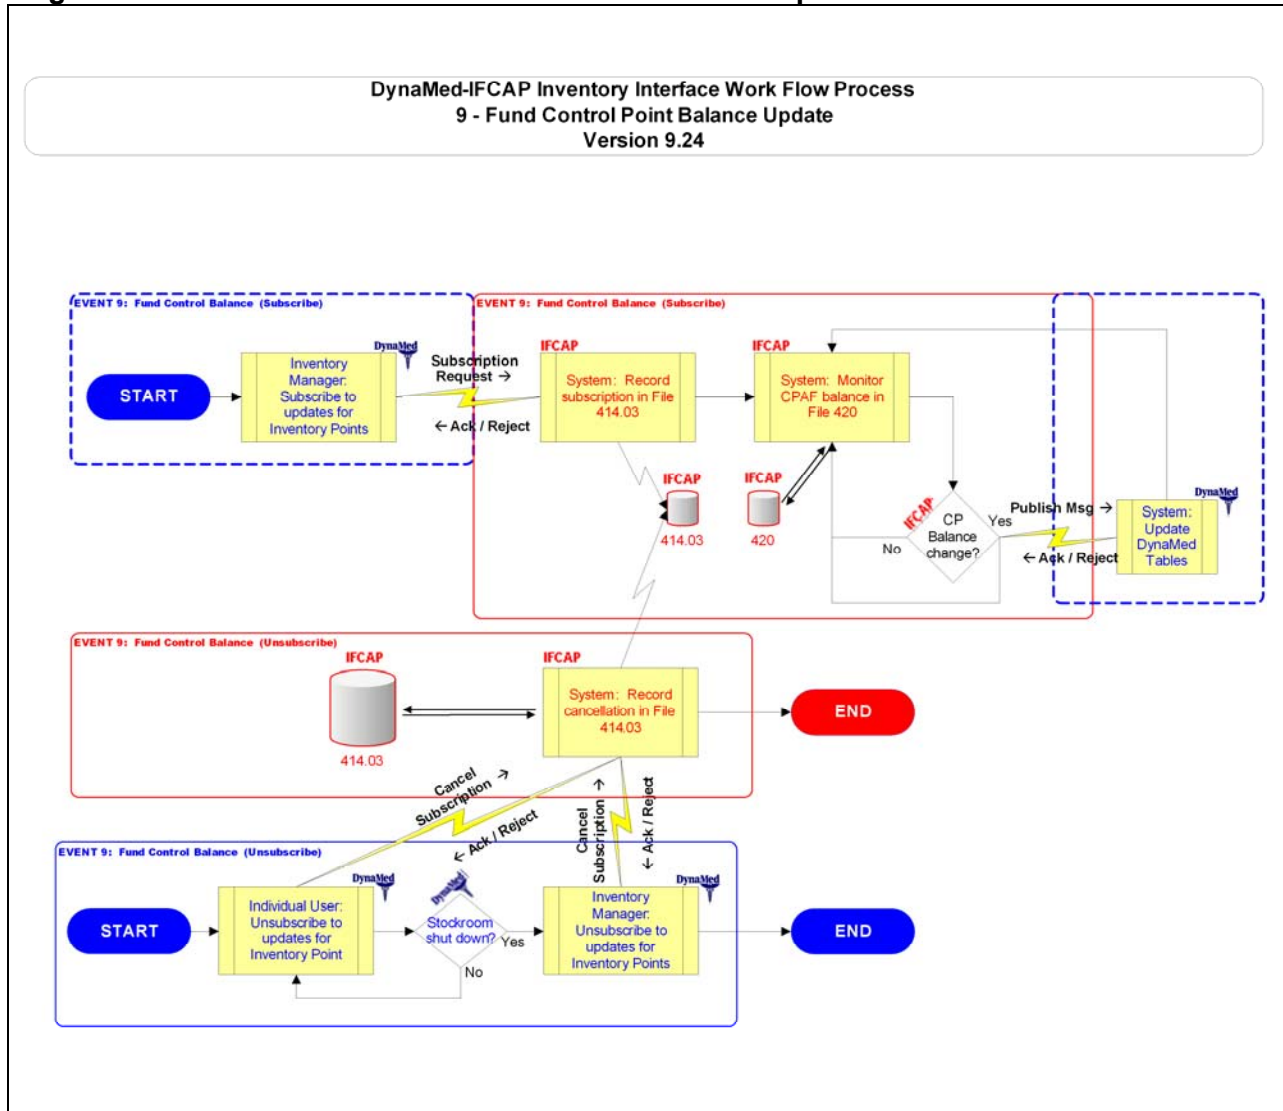 DynaMed-IFCAP Inventory Interface Work Flow Process
9 - Fund Control Point Balance Update
Version 9.24
EVENT 9: Fund Control Balance (Subscribe)
START
DynaMed
Inventory
Manager:
Subscribe to
updates for
Inventory Points
Subscription
Request →
← Ack / Reject
EVENT 9: Fund Control Balance (Subscribe)
IFCAP
System: Record
subscription in File
414.03
IFCAP
System: Monitor
CPAF balance in
File 420
IFCAP
414.03
IFCAP
420
IFCAP
CP
Balance
change?
No
Yes
Publish Msg →
← Ack / Reject
DynaMed
System:
Update
DynaMed
Tables
EVENT 9: Fund Control Balance (Unsubscribe)
IFCAP
414.03
IFCAP
System: Record
cancellation in File
414.03
END
Cancel
Subscription →
← Ack / Reject
Cancel
Subscription →
← Ack / Reject
EVENT 9: Fund Control Balance (Unsubscribe)
START
DynaMed
Individual User:
Unsubscribe to
updates for
Inventory Point
DynaMed
Stockroom
shut down?
Yes
No
DynaMed
Inventory
Manager:
Unsubscribe to
updates for
Inventory Points
END